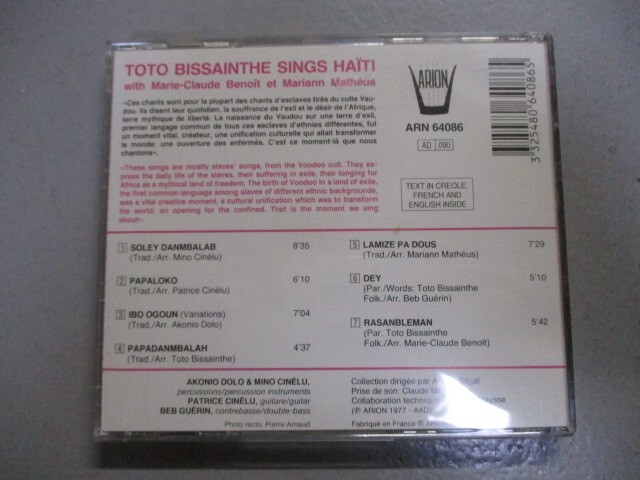 TOTO BISSAINTHE SINGS HAÏTI
with Marie-Claude Benoît et Mariann Mathéus
«Ces chants sont pour la plupart des chants d'esclaves tirés du culte Vau-
dou. Ils disent leur quotidien, la souffrance de l'exil et le désir de l'Afrique,
terre mythique de liberté. La naissance du Vaudou sur une terre d'exil,
premier langage commun de tous ces esclaves d'ethnies différentes, fut
un moment vital, créateur, une unification culturelle qui allait transformer
le monde: une ouverture des enfermés. C'est ce moment-là que nous
chantons».
«These songs are mostly slaves' songs, from the Voodoo cult. They ex-
press the daily life of the slaves, their suffering in exile, their longing for
Africa as a mythical land of freedom. The birth of Voodoo in a land of exile,
the first common language among slaves of different ethnic backgrounds,
was a vital creative moment, a cultural unification which was to transform
the world: an opening for the confined. That is the moment we sing
about».
ARION
ARN 64086
AD 090
TEXT IN CREOLE,
FRENCH AND
ENGLISH INSIDE
3 325480 640865
1 SOLEY DANMBALAB 8'35
(Trad./Arr. Mino Cinélu)
2 PAPALOKO 6'10
(Trad./Arr. Patrice Cinélu)
3 IBO OGOUN (Variations) 7'04
(Trad./Arr. Akonio Dolo)
4 PAPADANMBALAH 4'37
(Trad./Arr. Toto Bissainthe)
5 LAMIZE PA DOUS 7'29
(Trad./Arr. Mariann Mathéus)
6 DEY 5'10
(Par./Words: Toto Bissainthe
Folk./Arr. Beb Guérin)
7 RASANBLEMAN 5'42
(Par. Toto Bissainthe
Folk./Arr. Marie-Claude Benoît)
AKONIO DOLO & MINO CINÉLU,
percussions/percussion instruments
PATRICE CINÉLU, guitare/guitar
BEB GUÉRIN, contrebasse/double-bass
Photo recto: Pierre Arnaud
Collection dirigée par
Prise de son: Claude
Collaboration
(P) ARION 1977 - AAD
Fabriqué en France